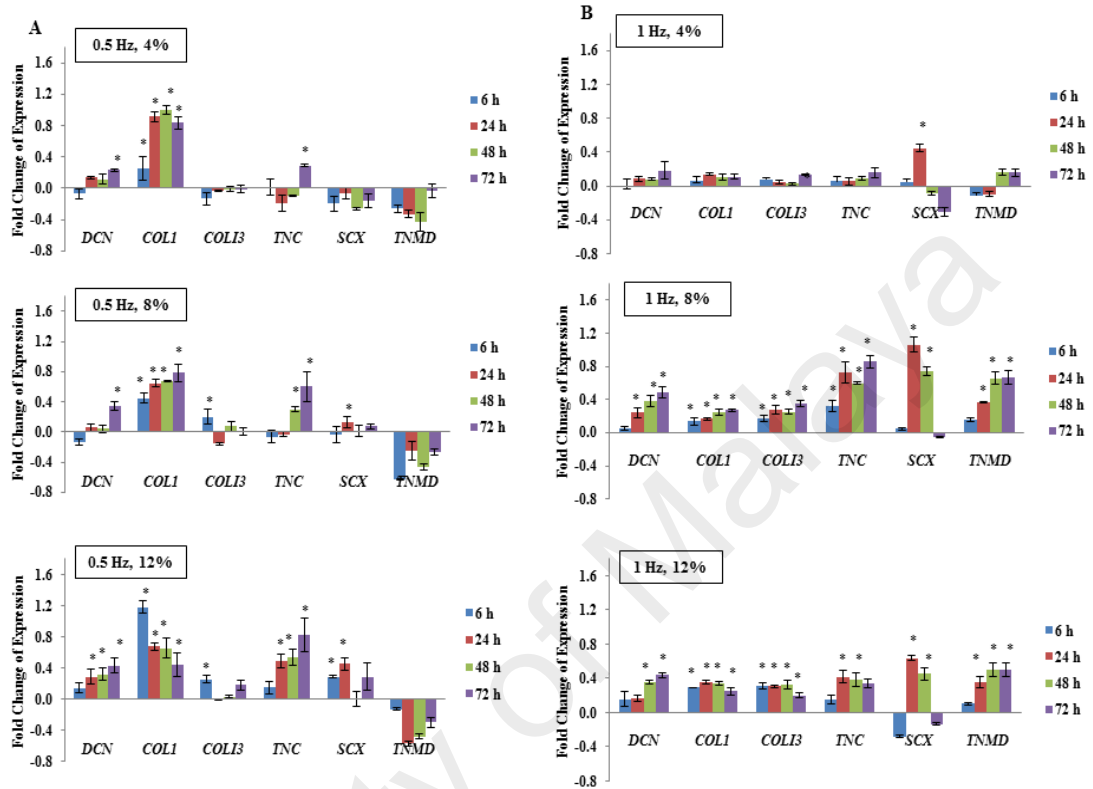 A
0.5 Hz, 4%
Fold Change of Expression
1.6
1.2
0.8
0.4
0.0
-0.4
-0.8
DCN COL1 COLI3 TNC SCX TNMD
* * * * * *
6 h
24 h
48 h
72 h
0.5 Hz, 8%
Fold Change of Expression
1.6
1.2
0.8
0.4
0.0
-0.4
-0.8
DCN COL1 COLI3 TNC SCX TNMD
* * * * * * * * *
6 h
24 h
48 h
72 h
0.5 Hz, 12%
Fold Change of Expression
1.6
1.2
0.8
0.4
0.0
-0.4
-0.8
DCN COL1 COLI3 TNC SCX TNMD
* * * * * * * * * * * * *
6 h
24 h
48 h
72 h
B
1 Hz, 4%
Fold Chnage of Expression
1.6
1.2
0.8
0.4
0.0
-0.4
-0.8
DCN COL1 COLI3 TNC SCX TNMD
*
6 h
24 h
48 h
72 h
1 Hz, 8%
Fold Chnage of Expression
1.6
1.2
0.8
0.4
0.0
-0.4
-0.8
DCN COL1 COLI3 TNC SCX TNMD
* * * * * * * * * * * * * * * * * * * *
6 h
24 h
48 h
72 h
1 Hz, 12%
Fold Change of Expression
1.6
1.2
0.8
0.4
0.0
-0.4
-0.8
DCN COL1 COLI3 TNC SCX TNMD
* * * * * * * * * * * * * * * * *
6 h
24 h
48 h
72 h
of Malaya